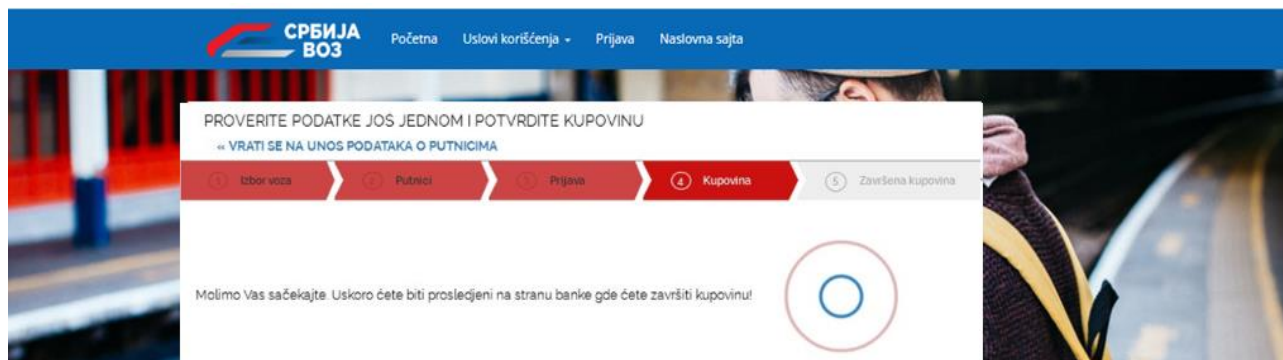 СРБИЈА
ВОЗ
Početna Uslovi korišćenja Prijava Naslovna sajta
PROVERITE PODATKE JOS JEDNOM I POTVRDITE KUPOVINU
« VRATI SE NA UNOS PODATAKA O PUTNICIMA
1 Izbor voza 2 Putnici 3 Prijava 4 Kupovina 5 Završena kupovina
Molimo Vas sačekajte. Uskoro ćete biti prosledjeni na stranu banke gde ćete završiti kupovinu!